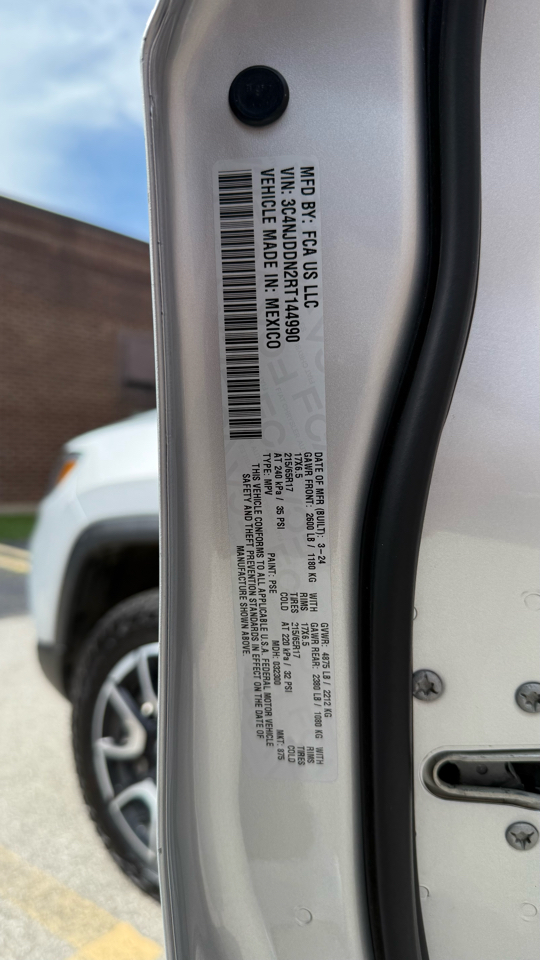 MFD BY: FCA US LLC
VIN: 3C4NJDDN2RT144990
VEHICLE MADE IN: MEXICO
DATE OF MFR (BUILT): 3-24 GVWR: 4875 LB / 2212 KG
GAWR FRONT: 2600 LB / 1180 KG WITH GAWR REAR: 2380 LB / 1080 KG WITH
17X6.5 RIMS 17X6.5 RIMS
215/65R17 TIRES 215/65R17 TIRES
AT 240 kPa / 35 PSI COLD AT 220 kPa / 32 PSI COLD
TYPE: MPV PAINT: PSE MDH: 032300 MKT: 875
THIS VEHICLE CONFORMS TO ALL APPLICABLE U.S.A. FEDERAL MOTOR VEHICLE
SAFETY AND THEFT PREVENTION STANDARDS IN EFFECT ON THE DATE OF
MANUFACTURE SHOWN ABOVE.